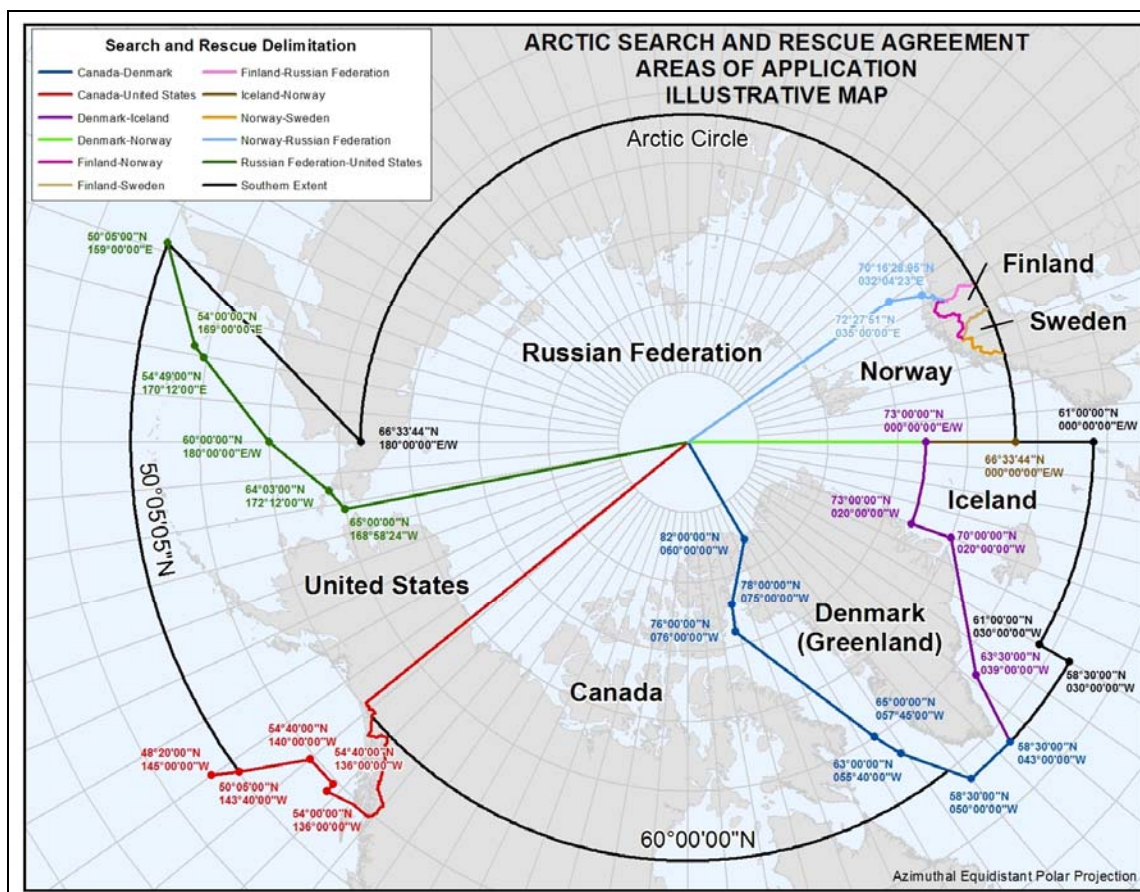 Search and Rescue Delimitation
Canada-Denmark
Canada-United States
Denmark-Iceland
Denmark-Norway
Finland-Norway
Finland-Sweden
Finland-Russian Federation
Iceland-Norway
Norway-Sweden
Norway-Russian Federation
Russian Federation-United States
Southern Extent
ARCTIC SEARCH AND RESCUE AGREEMENT
AREAS OF APPLICATION
ILLUSTRATIVE MAP
Arctic Circle
50°05'00"N
159°00'00"E
54°00'00"N
169°00'00"E
54°49'00"N
170°12'00"E
60°00'00"N
180°00'00"E/W
64°03'00"N
172°12'00"W
65°00'00"N
168°58'24"W
66°33'44"N
180°00'00"E/W
50°05'05"N
Russian Federation
70°16'28.95"N
032°04'23"E
72°27'51"N
035°00'00"E
Finland
Sweden
Norway
73°00'00"N
000°00'00"E/W
61°00'00"N
000°00'00"E/W
66°33'44"N
000°00'00"E/W
Iceland
73°00'00"N
020°00'00"W
70°00'00"N
020°00'00"W
82°00'00"N
060°00'00"W
78°00'00"N
075°00'00"W
76°00'00"N
076°00'00"W
United States
Denmark
(Greenland)
61°00'00"N
030°00'00"W
63°30'00"N
039°00'00"W
58°30'00"N
030°00'00"W
Canada
65°00'00"N
057°45'00"W
63°00'00"N
055°40'00"W
58°30'00"N
043°00'00"W
58°30'00"N
050°00'00"W
48°20'00"N
145°00'00"W
50°05'00"N
143°40'00"W
54°40'00"N
140°00'00"W
54°40'00"N
136°00'00"W
54°00'00"N
136°00'00"W
60°00'00"N
Azimuthal Equidistant Polar Projection